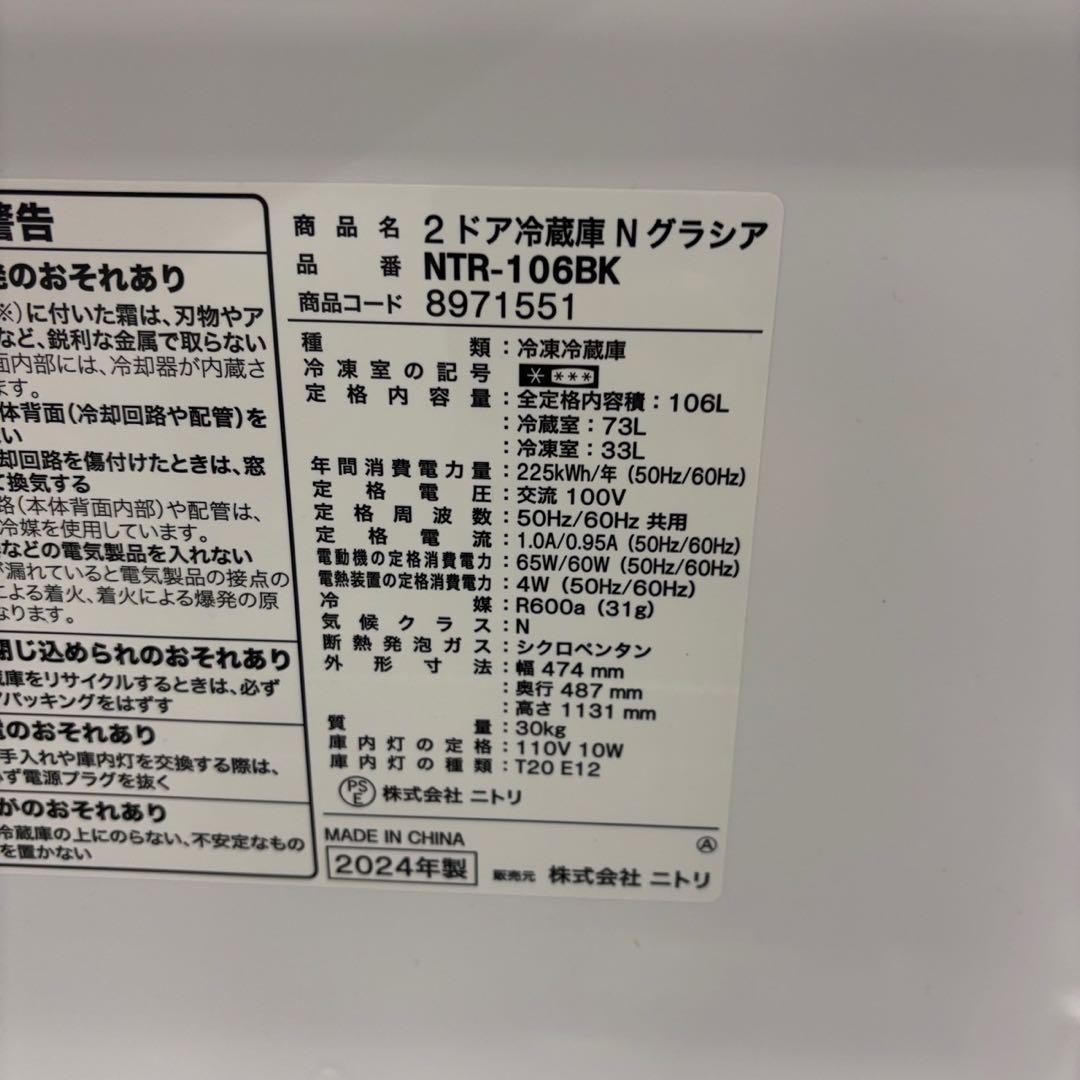 警告
発のおそれあり
※)に付いた霜は、刃物やア
など、鋭利な金属で取らない
面内部には、冷却器が内蔵さ
ます。
体背面(冷却回路や配管)を
ない
却回路を傷付けたときは、窓
て換気する
路(本体背面内部)や配管は、
冷媒を使用しています。
などの電気製品を入れない
が漏れていると電気製品の接点の
による着火、着火による爆発の原
なります。
閉じ込められのおそれあり
蔵庫をリサイクルするときは、必ず
アパッキングをはずす
電のおそれあり
手入れや庫内灯を交換する際は、
必ず電源プラグを抜く
がのおそれあり
冷蔵庫の上にのらない、不安定なもの
を置かない
商品名 2ドア冷蔵庫 N グラシア
品番 NTR-106BK
商品コード 8971551
種類:冷凍冷蔵庫
冷凍室の記号 * ***
定格内容量:全定格内容積:106L
:冷蔵室:73L
:冷凍室:33L
年間消費電力量:225kWh/年 (50Hz/60Hz)
定格電圧:交流 100V
定格周波数:50Hz/60Hz 共用
定格電流:1.0A/0.95A (50Hz/60Hz)
電動機の定格消費電力:65W/60W (50Hz/60Hz)
電熱装置の定格消費電力:4W (50Hz/60Hz)
冷媒:R600a (31g)
気候クラス:N
断熱発泡ガス:シクロペンタン
外形寸法:幅 474 mm
:奥行 487 mm
:高さ 1131 mm
質量:30kg
庫内灯の定格:110V 10W
庫内灯の種類:T20 E12
PSE 株式会社 ニトリ
MADE IN CHINA Ⓐ
2024年製 販売元 株式会社 ニトリ